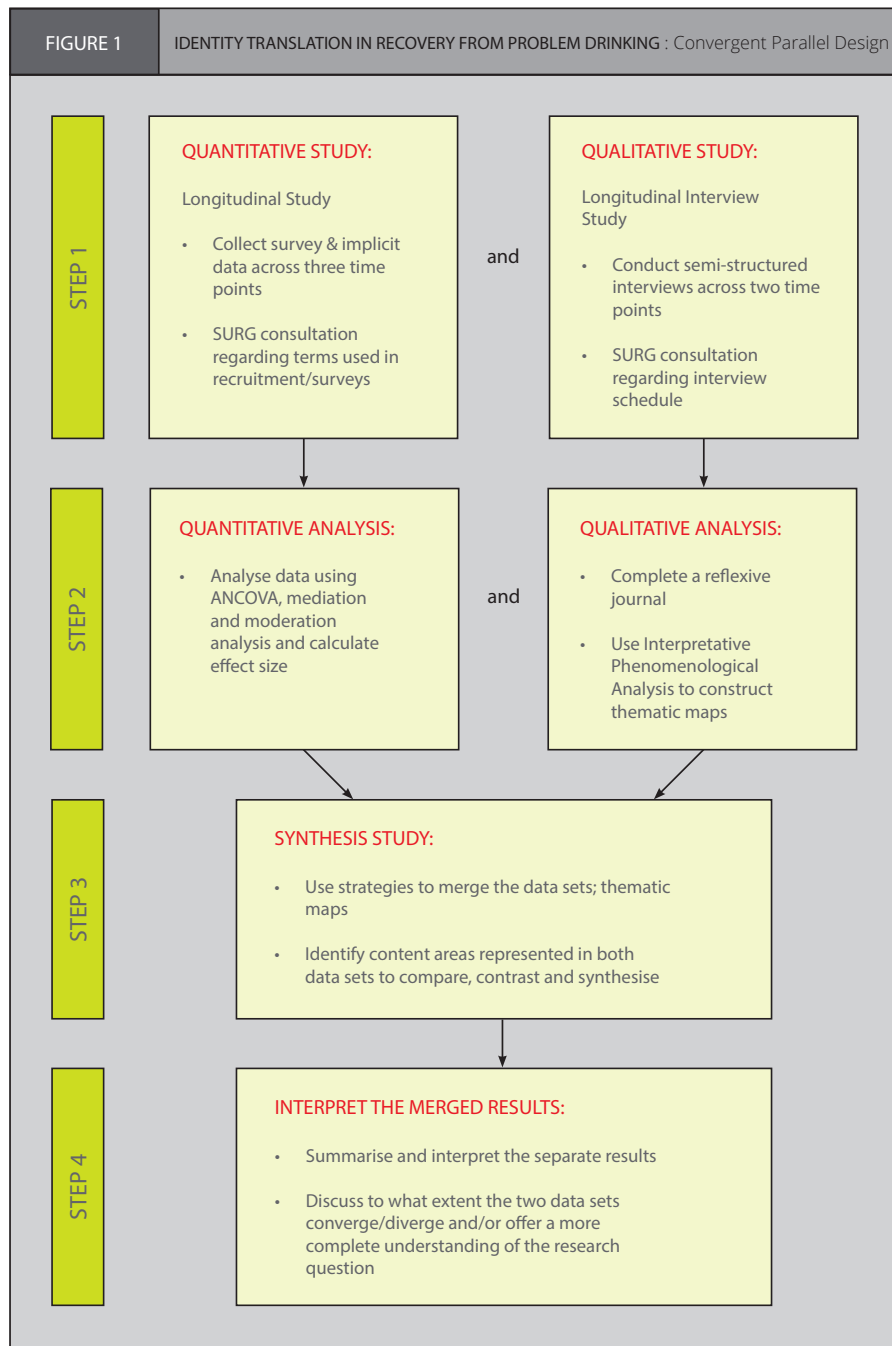 FIGURE 1
IDENTITY TRANSLATION IN RECOVERY FROM PROBLEM DRINKING : Convergent Parallel Design
STEP 1
QUANTITATIVE STUDY:
Longitudinal Study
• Collect survey & implicit
data across three time
points
• SURG consultation
regarding terms used in
recruitment/surveys
and
QUALITATIVE STUDY:
Longitudinal Interview
Study
• Conduct semi-structured
interviews across two time
points
• SURG consultation
regarding interview
schedule
STEP 2
QUANTITATIVE ANALYSIS:
• Analyse data using
ANCOVA, mediation
and moderation
analysis and calculate
effect size
and
QUALITATIVE ANALYSIS:
• Complete a reflexive
journal
• Use Interpretative
Phenomenological
Analysis to construct
thematic maps
STEP 3
SYNTHESIS STUDY:
• Use strategies to merge the data sets; thematic
maps
• Identify content areas represented in both
data sets to compare, contrast and synthesise
STEP 4
INTERPRET THE MERGED RESULTS:
• Summarise and interpret the separate results
• Discuss to what extent the two data sets
converge/diverge and/or offer a more
complete understanding of the research
question